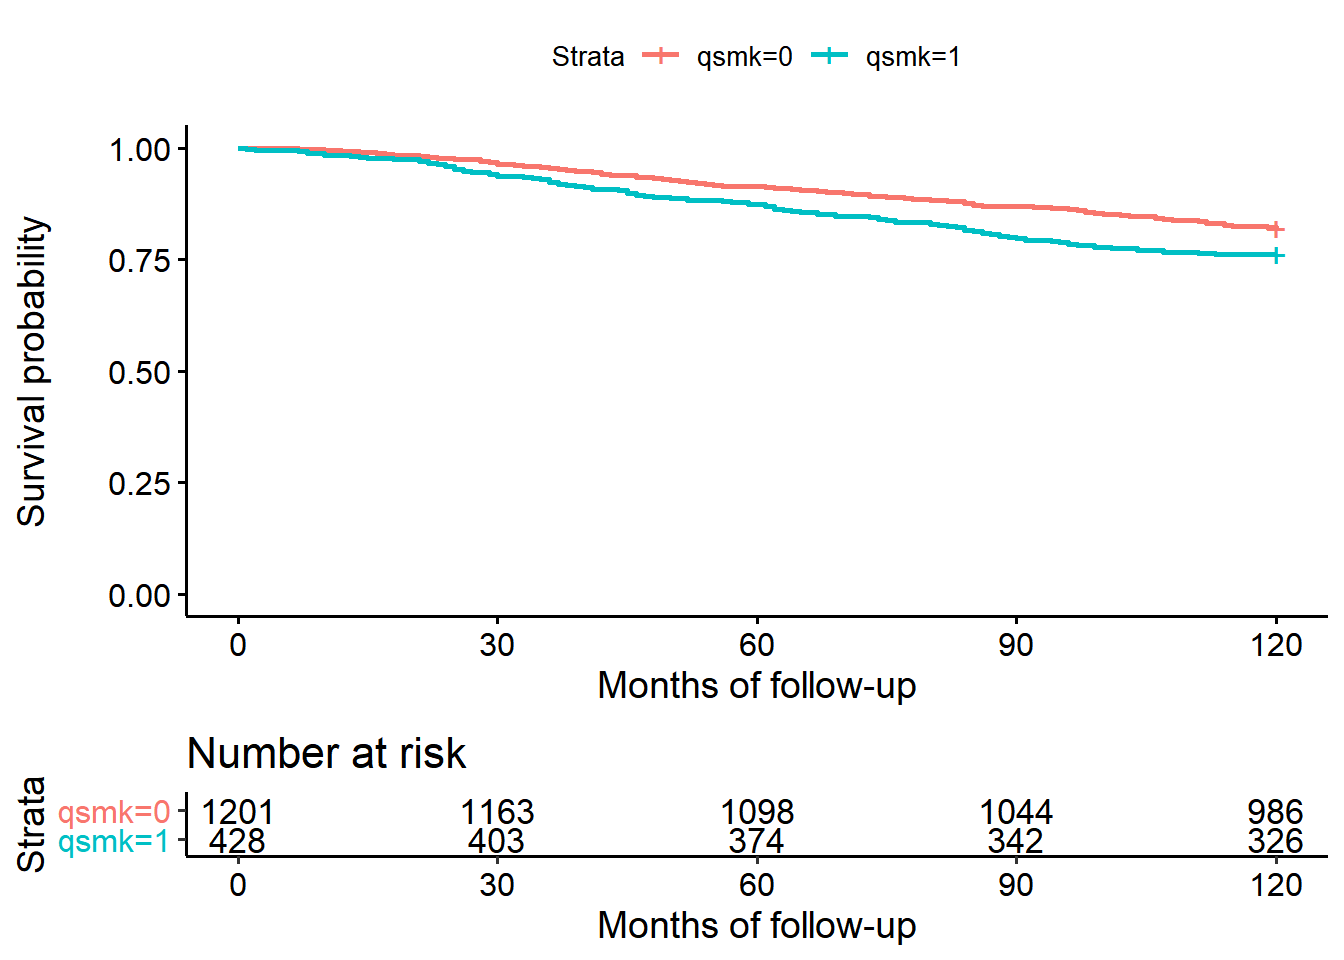 Strata qsmk=0 qsmk=1
Survival probability
1.00
0.75
0.50
0.25
0.00
0 30 60 90 120
Months of follow-up
Number at risk
Strata
qsmk=0 1201 1163 1098 1044 986
qsmk=1 428 403 374 342 326
0 30 60 90 120
Months of follow-up